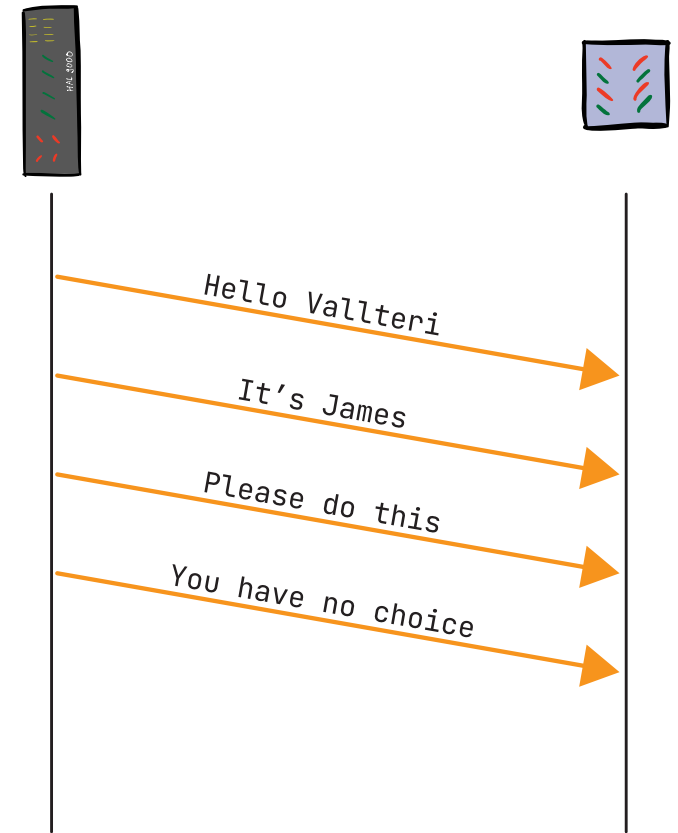 HAL 9000
Hello Vallteri
It’s James
Please do this
You have no choice